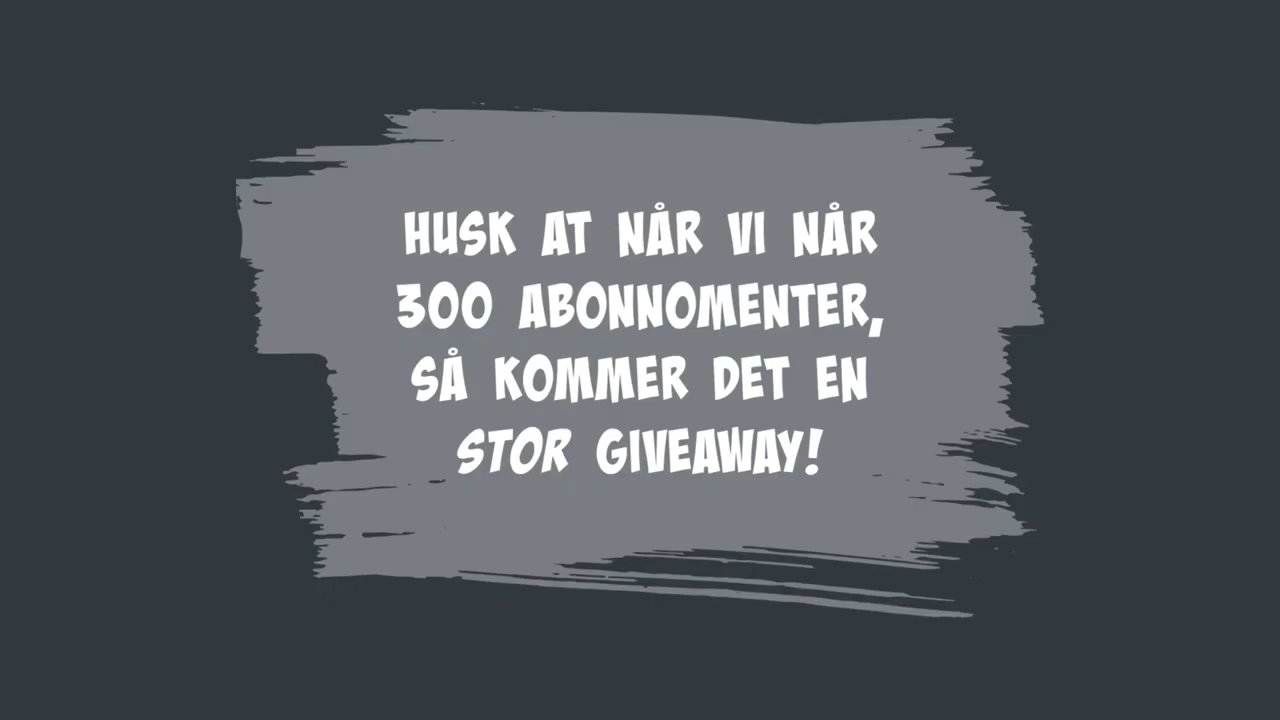 HUSK AT NÅR VI NÅR
300 ABONNOMENTER,
SÅ KOMMER DET EN
STOR GIVEAWAY!